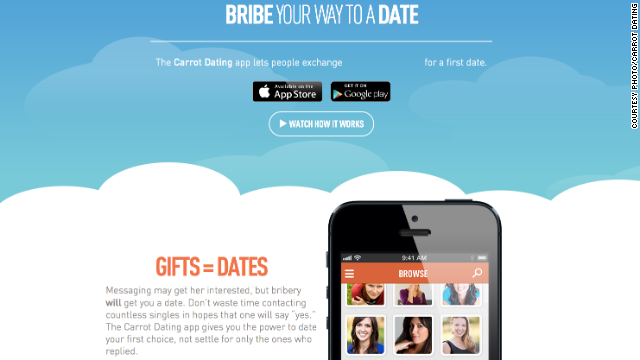 BRIBE YOUR WAY TO A DATE
The Carrot Dating app lets people exchange for a first date.
Available on the App Store
GET IT ON Google play
WATCH HOW IT WORKS
COURTESY PHOTO/CARROT DATING
GIFTS = DATES
Messaging may get her interested, but bribery
will get you a date. Don't waste time contacting
countless singles in hopes that one will say "yes."
The Carrot Dating app gives you the power to date
your first choice, not settle for only the ones who
replied.
9:41 AM
BROWSE